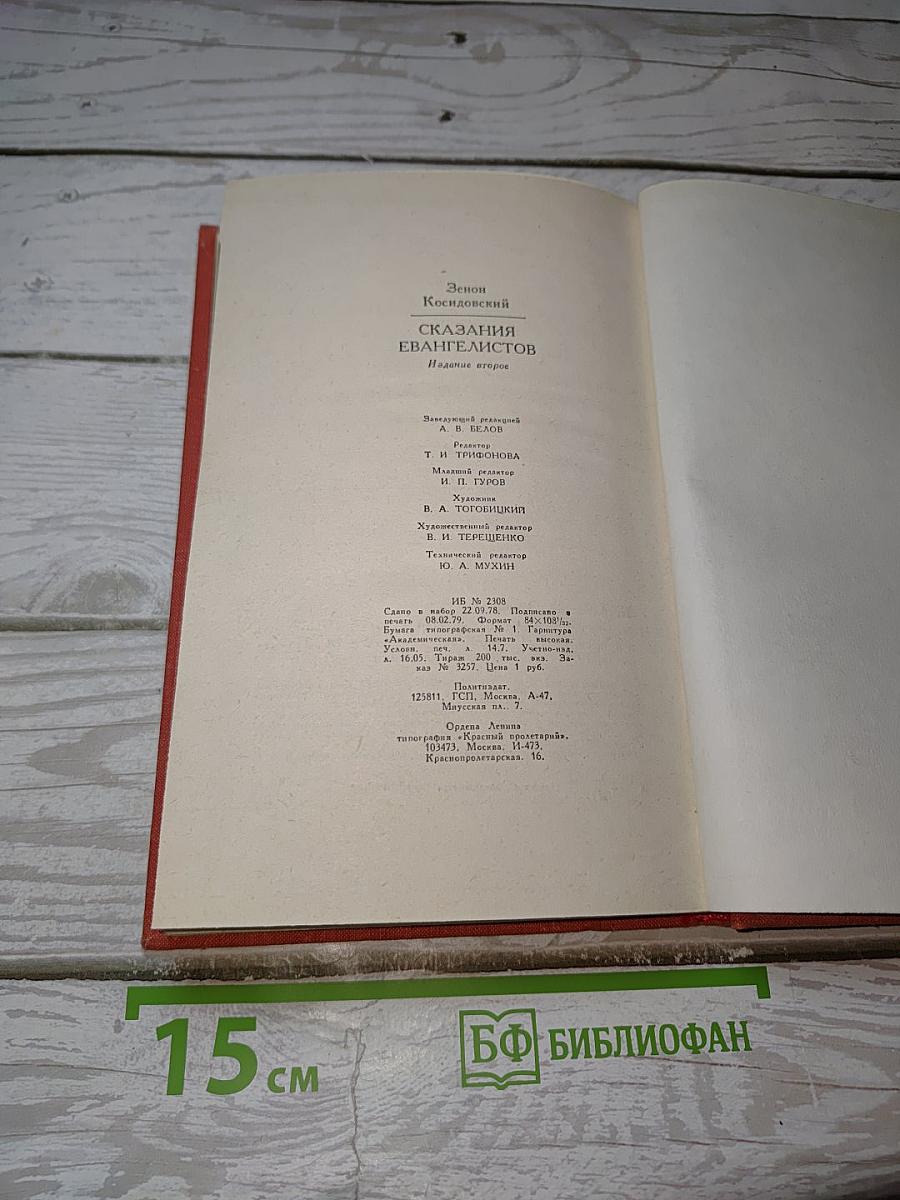 Зенон
Косидовский
СКАЗАНИЯ
ЕВАНГЕЛИСТОВ
Издание второе
Заведующий редакцией
А. В. БЕЛОВ
Редактор
Т. И ТРИФОНОВА
Младший редактор
И. П. ГУРОВ
Художник
В. А. ТОГОБИЦКИЙ
Художественный редактор
В. И. ТЕРЕЩЕНКО
Технический редактор
Ю. А. МУХИН
ИБ № 2308
Сдано в набор 22.09.78. Подписано в
печать 08.02.79. Формат 84×108¹/₃₂.
Бумага типографская № 1. Гарнитура
«Академическая». Печать высокая.
Условн. печ. л. 14.7. Учетно-изд.
л. 16.05. Тираж 200 тыс. экз. За-
каз № 3257. Цена 1 руб.
Политиздат.
125811, ГСП, Москва, А-47,
Миусская пл., 7.
Ордена Ленина
типография «Красный пролетарий».
103473, Москва, И-473,
Краснопролетарская. 16.
15 см
БФ БИБЛИОФАН